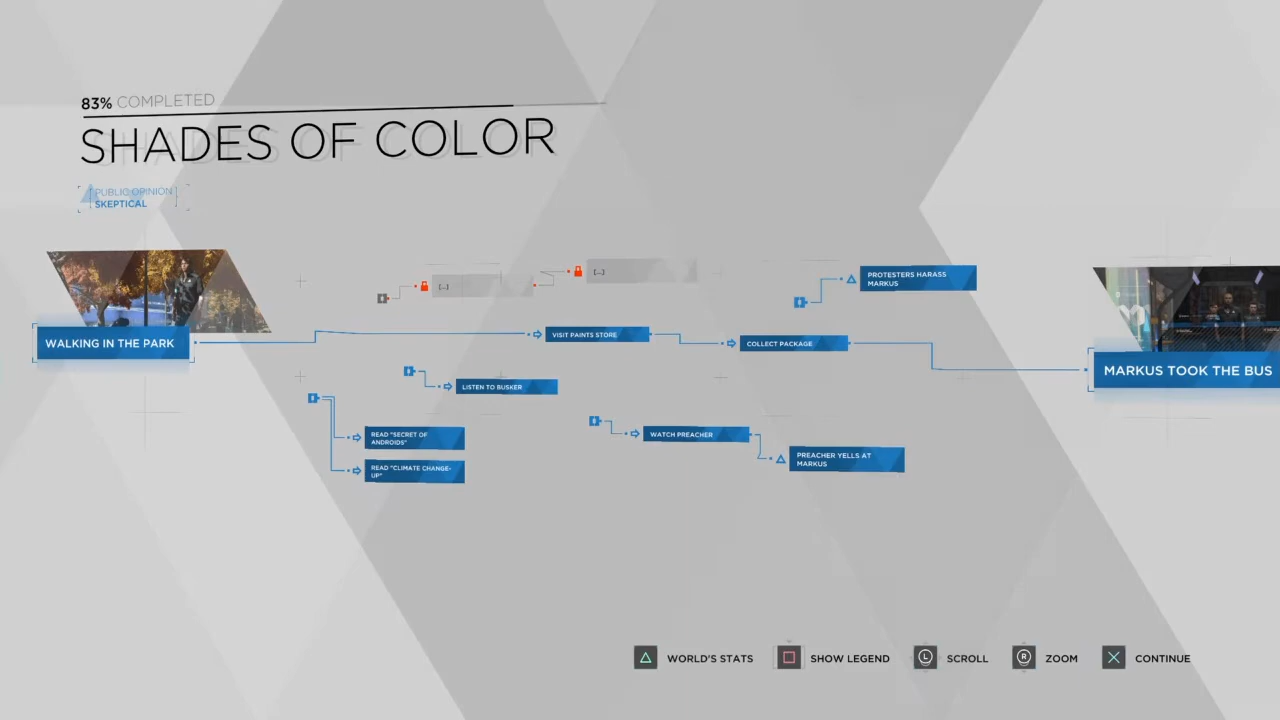 83% COMPLETED
SHADES OF COLOR
PUBLIC OPINION
SKEPTICAL
[...]
[...]
PROTESTERS HARASS
MARKUS
WALKING IN THE PARK
VISIT PAINTS STORE
COLLECT PACKAGE
MARKUS TOOK THE BUS
LISTEN TO BUSKER
READ "SECRET OF
ANDROIDS"
WATCH PREACHER
READ "CLIMATE CHANGE-
UP"
PREACHER YELLS AT
MARKUS
WORLD'S STATS
SHOW LEGEND
L SCROLL
R ZOOM
CONTINUE